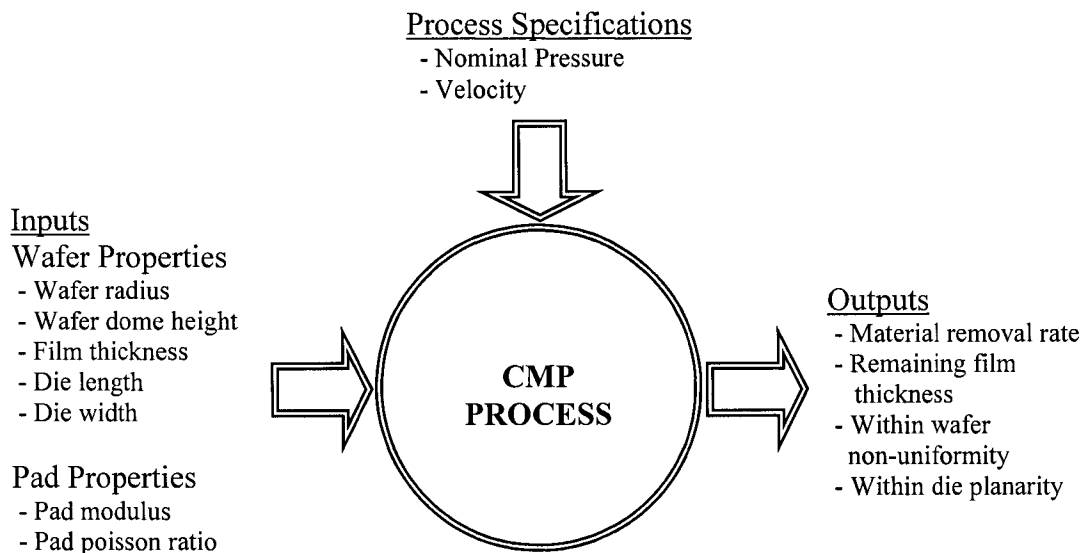 Process Specifications
- Nominal Pressure
- Velocity
Inputs
Wafer Properties
- Wafer radius
- Wafer dome height
- Film thickness
- Die length
- Die width
Pad Properties
- Pad modulus
- Pad poisson ratio
CMP
PROCESS
Outputs
- Material removal rate
- Remaining film
thickness
- Within wafer
non-uniformity
- Within die planarity